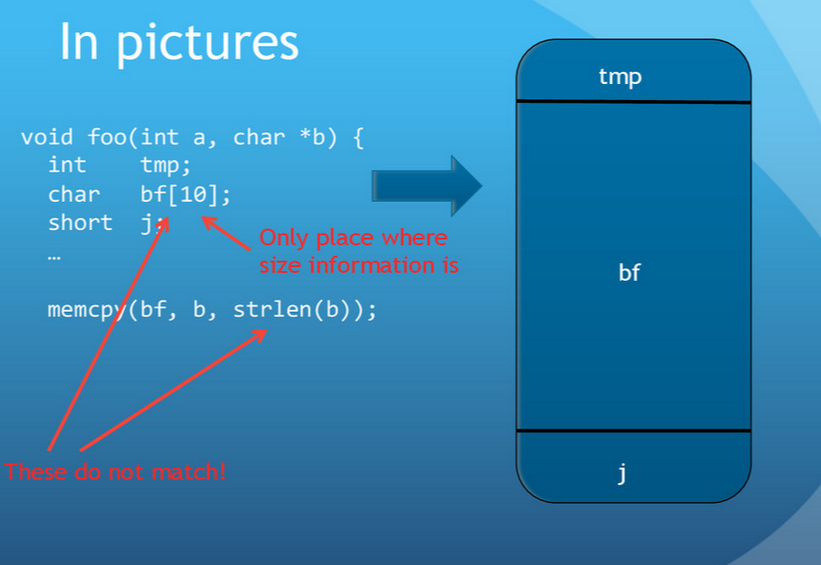 In pictures
void foo(int a, char *b) {
int tmp;
char bf[10];
short j;
…
memcpy(bf, b, strlen(b));
Only place where
size information is
These do not match!
tmp
bf
j